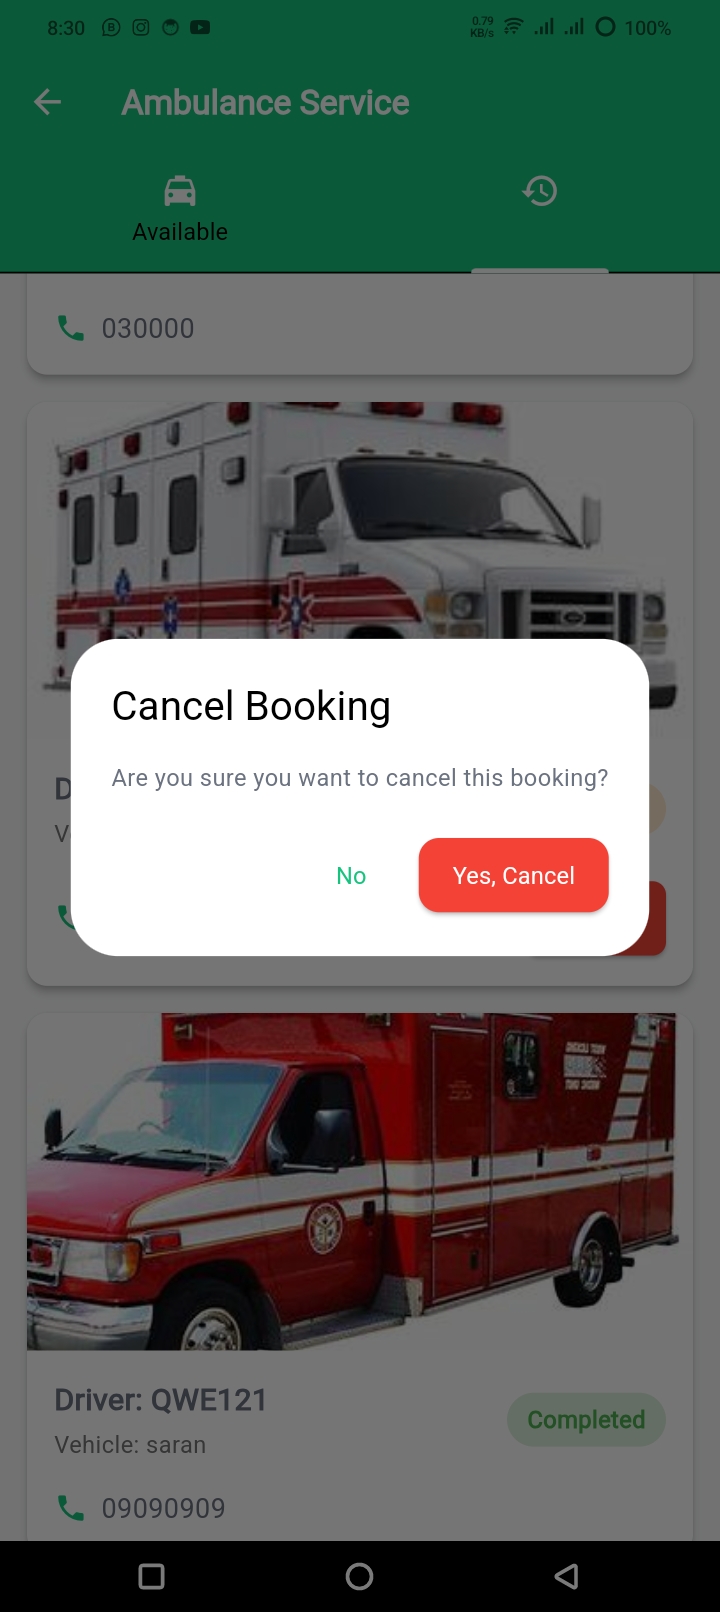 8:30
0.79
KB/s
100%
Ambulance Service
Available
030000
Cancel Booking
Are you sure you want to cancel this booking?
No
Yes, Cancel
Driver: QWE121
Completed
Vehicle: saran
09090909